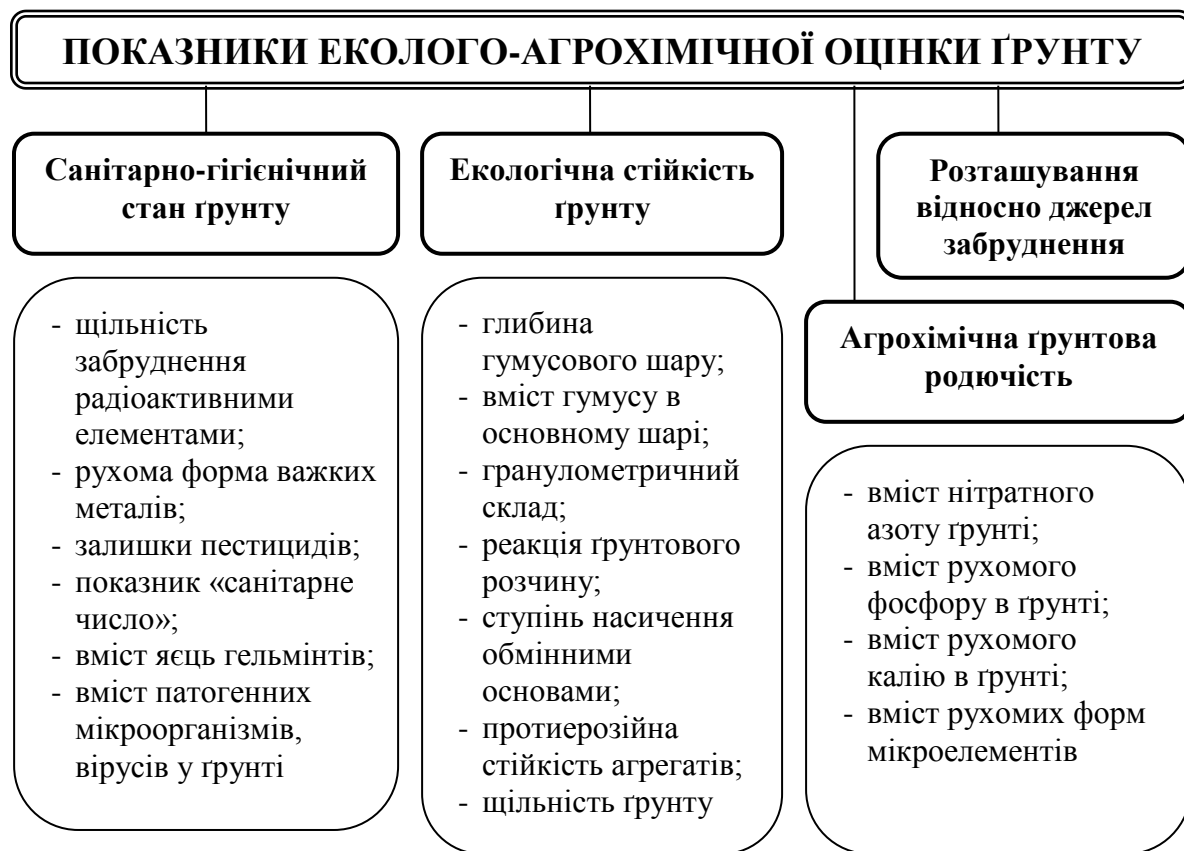 ПОКАЗНИКИ ЕКОЛОГО-АГРОХІМІЧНОЇ ОЦІНКИ ҐРУНТУ
Санітарно-гігієнічний
стан ґрунту
- щільність
забруднення
радіоактивними
елементами;
- рухома форма важких
металів;
- залишки пестицидів;
- показник «санітарне
число»;
- вміст яєць гельмінтів;
- вміст патогенних
мікроорганізмів,
вірусів у ґрунті
Екологічна стійкість
ґрунту
- глибина
гумусового шару;
- вміст гумусу в
основному шарі;
- гранулометричний
склад;
- реакція ґрунтового
розчину;
- ступінь насичення
обмінними
основами;
- протиерозійна
стійкість агрегатів;
- щільність ґрунту
Розташування
відносно джерел
забруднення
Агрохімічна ґрунтова
родючість
- вміст нітратного
азоту ґрунті;
- вміст рухомого
фосфору в ґрунті;
- вміст рухомого
калію в ґрунті;
- вміст рухомих форм
мікроелементів